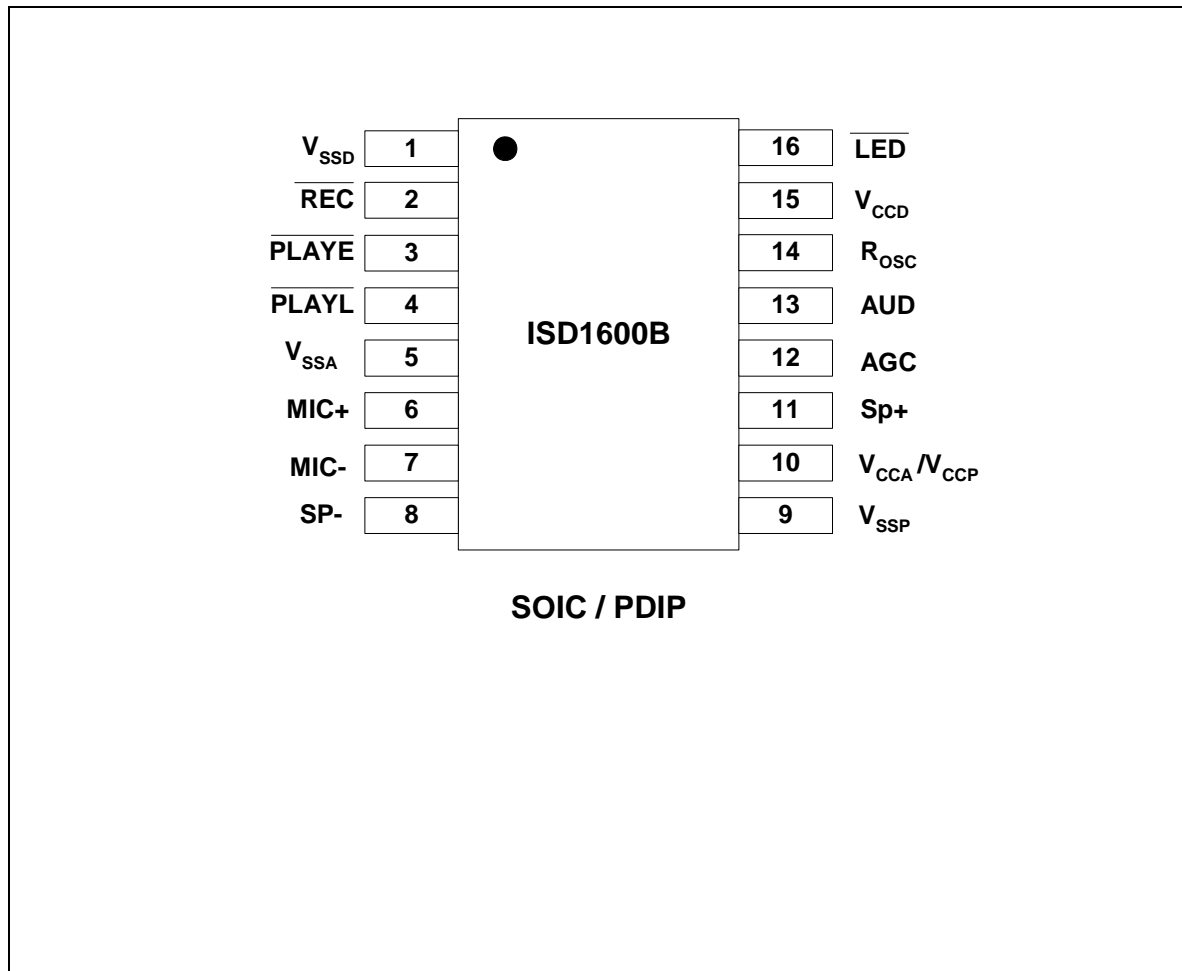 V_SSD 1 16 LED
REC 2 15 V_CCD
PLAYE 3 14 R_OSC
PLAYL 4 13 AUD
ISD1600B
V_SSA 5 12 AGC
MIC+ 6 11 Sp+
MIC- 7 10 V_CCA /V_CCP
SP- 8 9 V_SSP
SOIC / PDIP